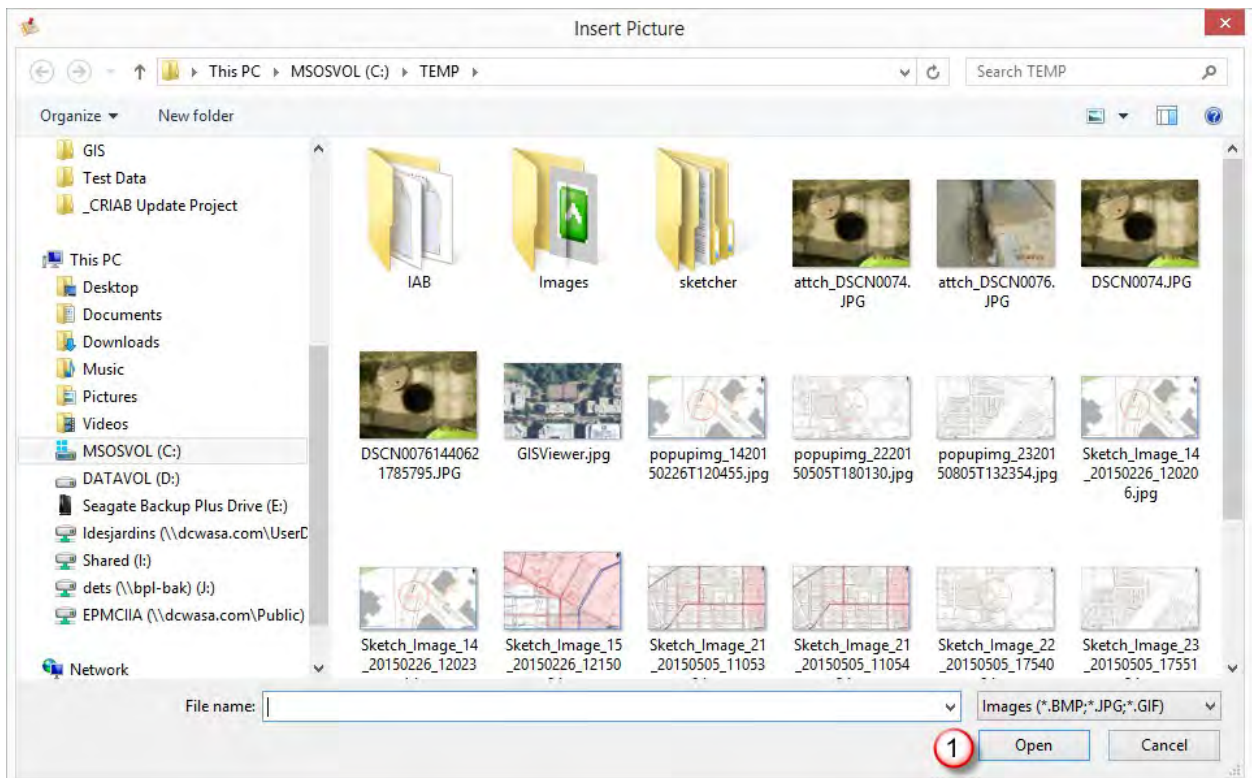 Insert Picture
This PC MSOSVOL (C:) TEMP
Search TEMP
Organize
New folder
GIS
Test Data
_CRIAB Update Project
This PC
Desktop
Documents
Downloads
Music
Pictures
Videos
MSOSVOL (C:)
DATAVOL (D:)
Seagate Backup Plus Drive (E:)
ldesjardins (\\dcwasa.com\UserD
Shared (I:)
dets (\\bpl-bak) (J:)
EPMCIIA (\\dcwasa.com\Public)
Network
IAB
Images
sketcher
attch_DSCN0074.
JPG
attch_DSCN0076.
JPG
DSCN0074.JPG
DSCN0076144062
1785795.JPG
GISViewer.jpg
popupimg_14201
50226T120455.jpg
popupimg_22201
50505T180130.jpg
popupimg_23201
50805T132354.jpg
Sketch_Image_14
_20150226_12020
6.jpg
Sketch_Image_14
_20150226_12023
Sketch_Image_15
_20150226_12150
Sketch_Image_21
_20150505_11053
Sketch_Image_21
_20150505_11054
Sketch_Image_22
_20150505_17540
Sketch_Image_23
_20150505_17551
File name:
Images (*.BMP;*.JPG;*.GIF)
1
Open
Cancel